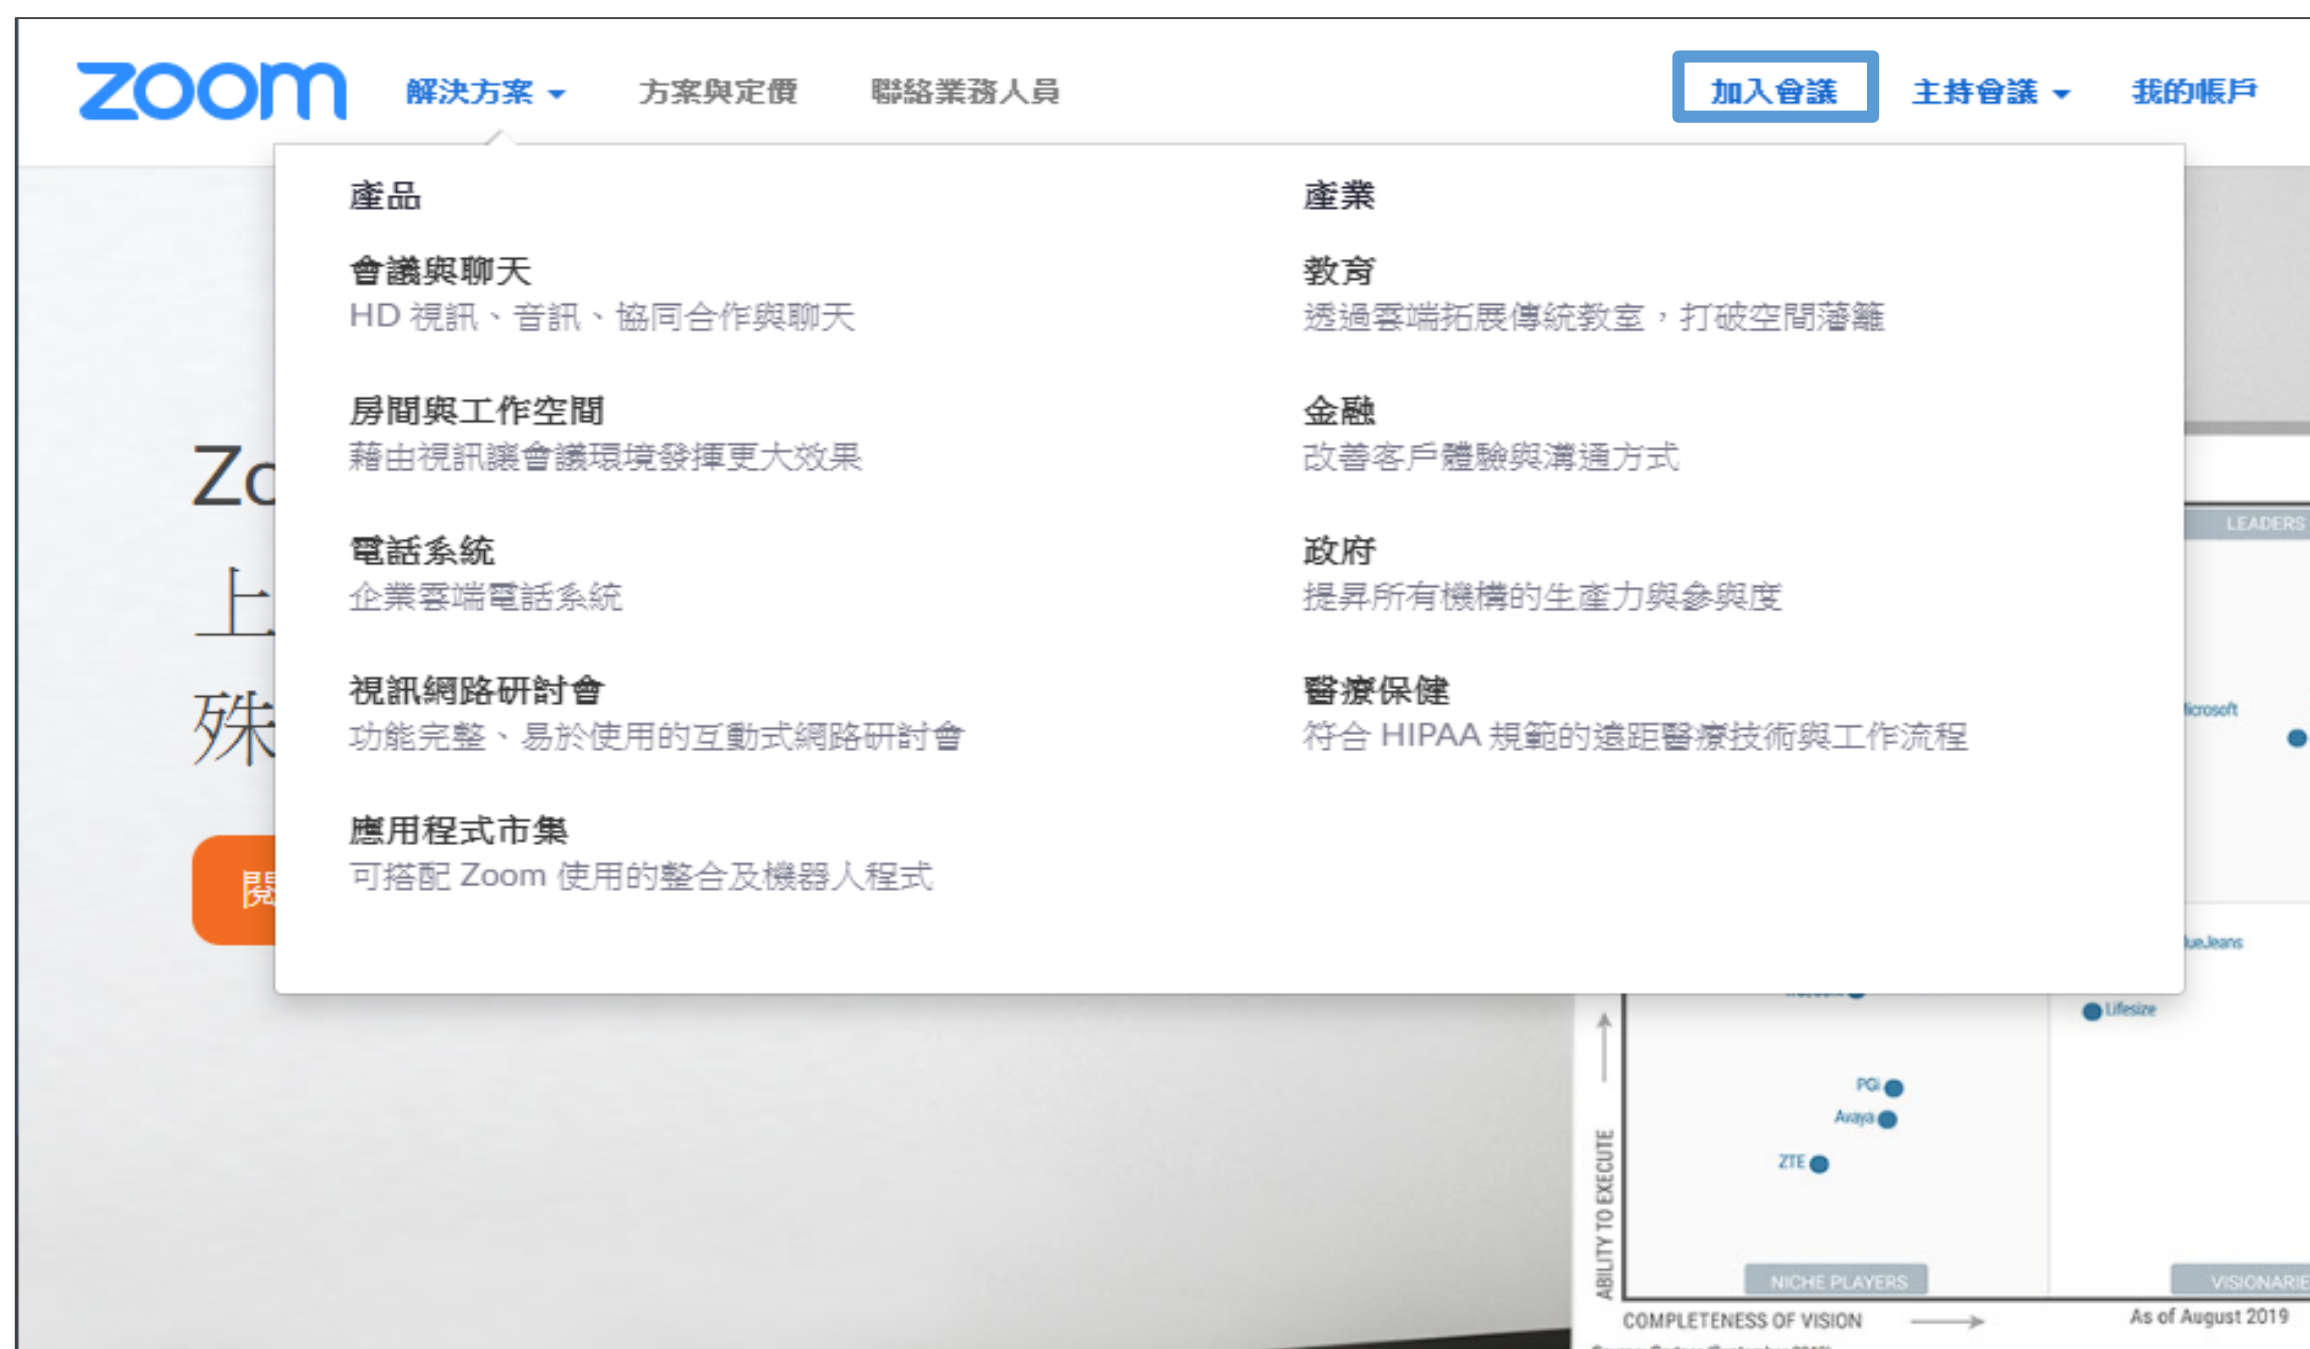 zoom 解決方案 方案與定價 聯絡業務人員 加入會議 主持會議 我的帳戶
產品
會議與聊天
HD 視訊、音訊、協同合作與聊天
房間與工作空間
藉由視訊讓會議環境發揮更大效果
電話系統
企業雲端電話系統
視訊網路研討會
功能完整、易於使用的互動式網路研討會
應用程式市集
可搭配 Zoom 使用的整合及機器人程式
產業
教育
透過雲端拓展傳統教室，打破空間藩籬
金融
改善客戶體驗與溝通方式
政府
提昇所有機構的生產力與參與度
醫療保健
符合 HIPAA 規範的遠距醫療技術與工作流程
上
殊
閱
LEADERS
Lifesize
PGi
Avaya
ZTE
ABILITY TO EXECUTE
NICHE PLAYERS
COMPLETENESS OF VISION
As of August 2019